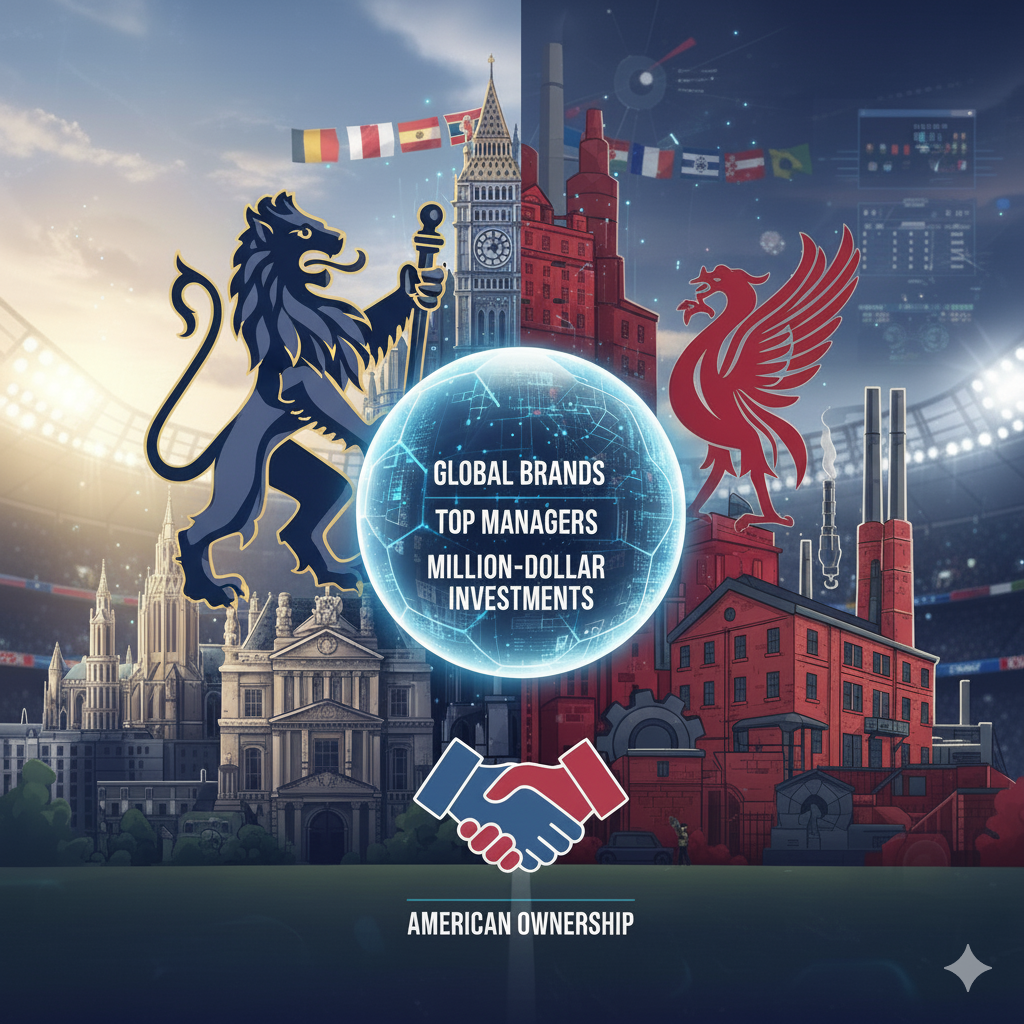 GLOBAL BRANDS
TOP MANAGERS
MILLION-DOLLAR
INVESTMENTS
AMERICAN OWNERSHIP